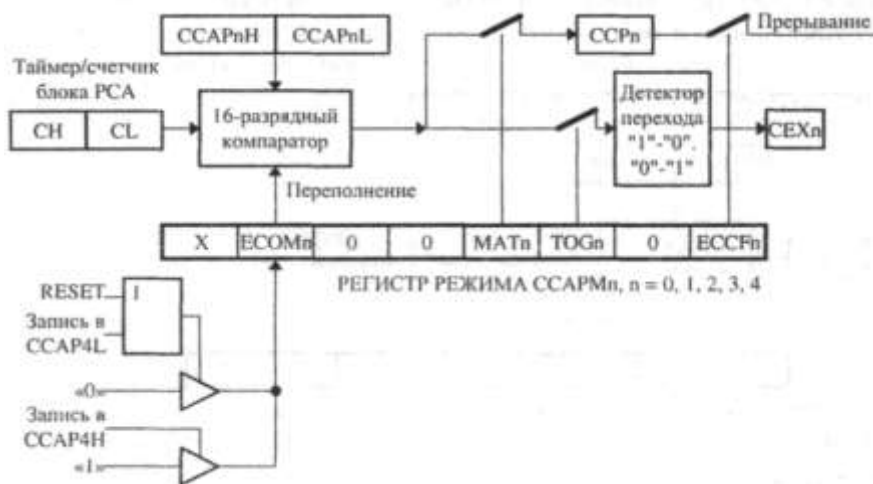 CCAPnH CCAPnL
CCPn
Прерывание
Таймер/счетчик
блока PCA
CH CL
16-разрядный
компаратор
Детектор
перехода
"1"-"0".
"0"-"1"
CEXn
Переполнение
X ECOMn 0 0 MATn TOGn 0 ECCFn
РЕГИСТР РЕЖИМА CCAPMn, n = 0, 1, 2, 3, 4
RESET
1
Запись в
CCAP4L
«0»
Запись в
CCAP4H
«1»